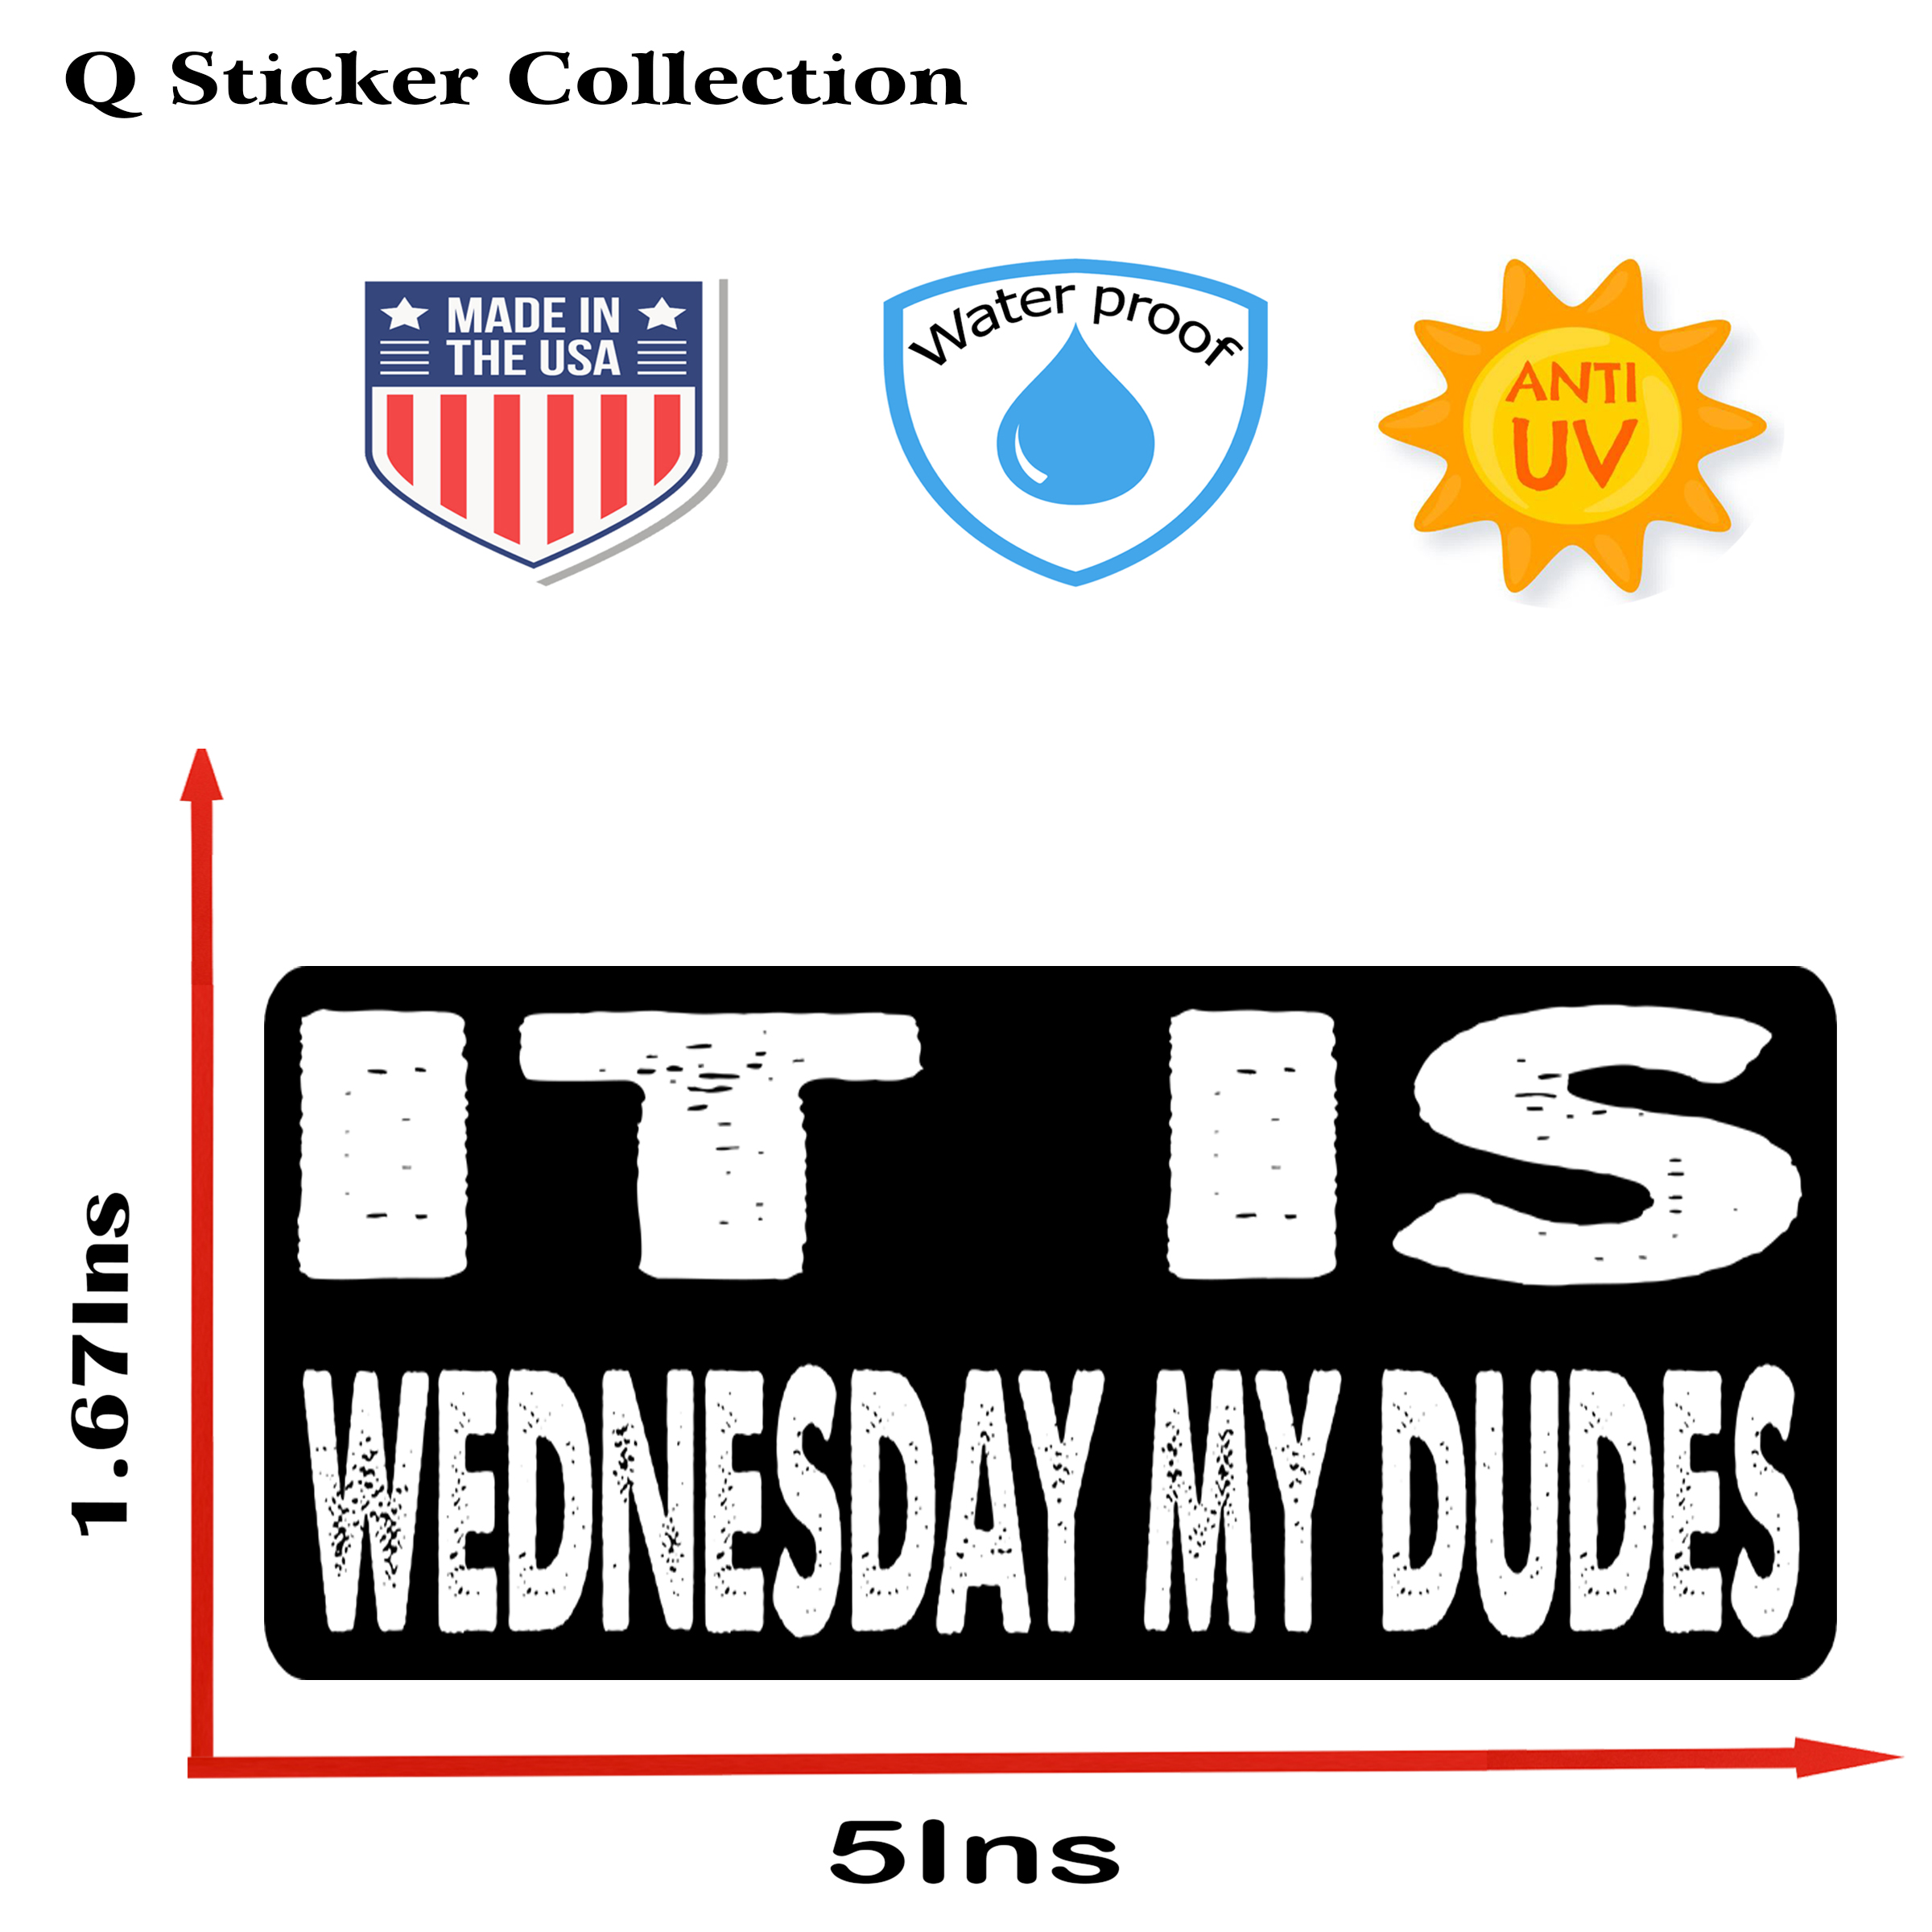 Q Sticker Collection
MADE IN
THE USA
Water proof
ANTI
UV
1.67Ins
IT IS
WEDNESDAY MY DUDES
5Ins